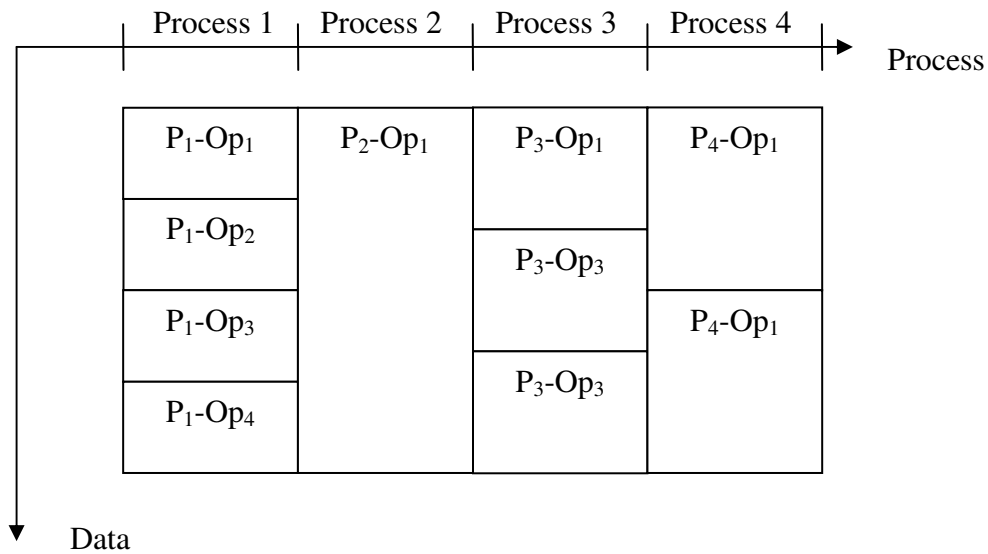 Process 1 Process 2 Process 3 Process 4
Process
P₁-Op₁ P₂-Op₁ P₃-Op₁ P₄-Op₁
P₁-Op₂
P₃-Op₃
P₁-Op₃ P₄-Op₁
P₃-Op₃
P₁-Op₄
Data